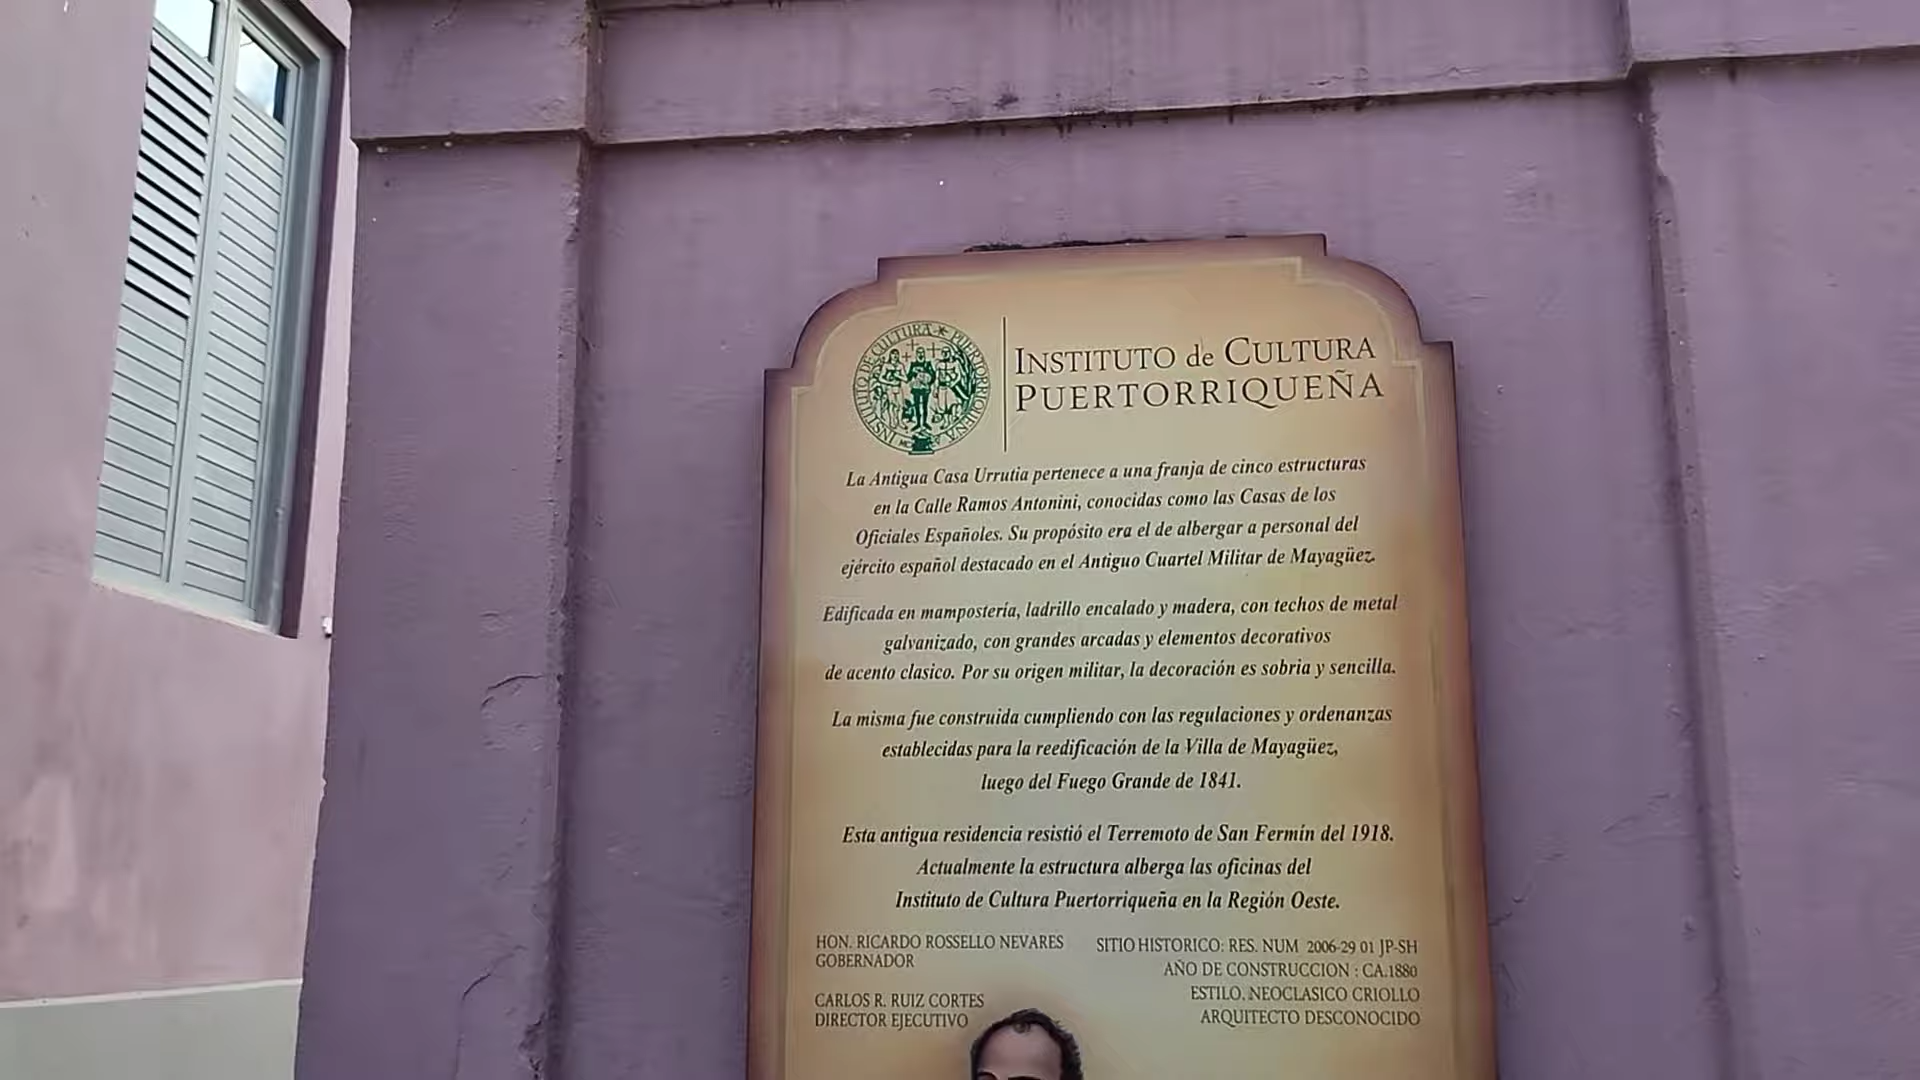 INSTITUTO DE CULTURA PUERTORRIQUEÑA
INSTITUTO de CULTURA
PUERTORRIQUEÑA
La Antigua Casa Urrutia pertenece a una franja de cinco estructuras
en la Calle Ramos Antonini, conocidas como las Casas de los
Oficiales Españoles. Su propósito era el de albergar a personal del
ejército español destacado en el Antiguo Cuartel Militar de Mayagüez.
Edificada en mampostería, ladrillo encalado y madera, con techos de metal
galvanizado, con grandes arcadas y elementos decorativos
de acento clasico. Por su origen militar, la decoración es sobria y sencilla.
La misma fue construida cumpliendo con las regulaciones y ordenanzas
establecidas para la reedificación de la Villa de Mayagüez,
luego del Fuego Grande de 1841.
Esta antigua residencia resistió el Terremoto de San Fermín del 1918.
Actualmente la estructura alberga las oficinas del
Instituto de Cultura Puertorriqueña en la Región Oeste.
HON. RICARDO ROSSELLO NEVARES
GOBERNADOR
CARLOS R. RUIZ CORTES
DIRECTOR EJECUTIVO
SITIO HISTORICO: RES. NUM 2006-29 01 JP-SH
AÑO DE CONSTRUCCION : CA.1880
ESTILO. NEOCLASICO CRIOLLO
ARQUITECTO DESCONOCIDO